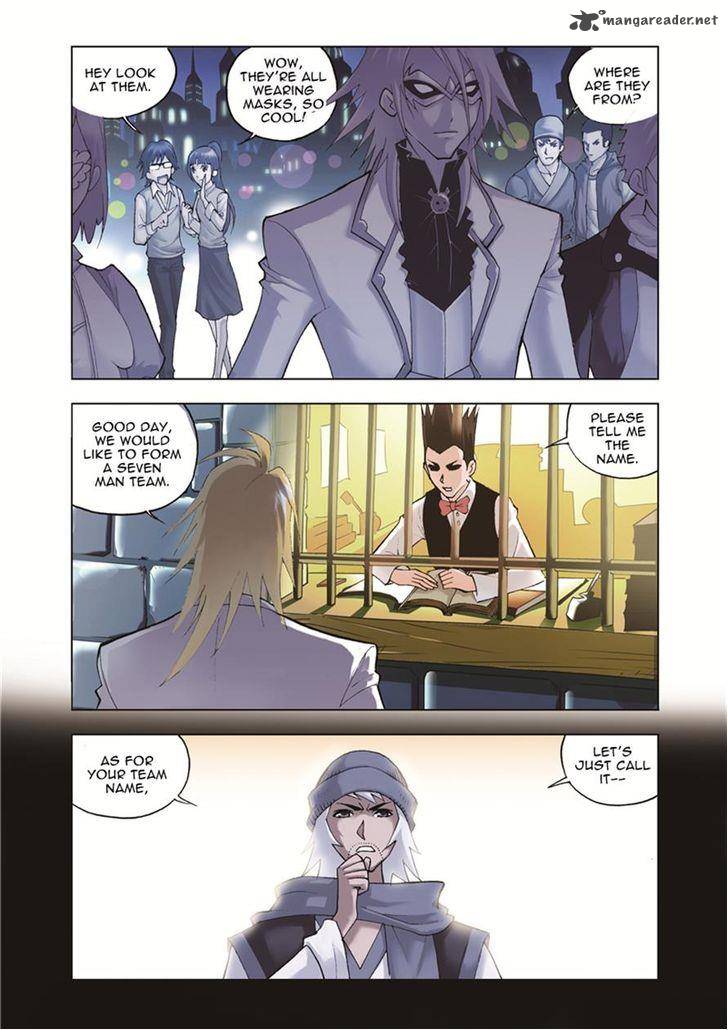 mangareader.net
HEY LOOK
AT THEM.
WOW,
THEY'RE ALL
WEARING
MASKS, SO
COOL!
WHERE
ARE THEY
FROM?
GOOD DAY,
WE WOULD
LIKE TO FORM
A SEVEN
MAN TEAM.
PLEASE
TELL ME
THE
NAME.
AS FOR
YOUR TEAM
NAME,
LET'S
JUST CALL
IT--